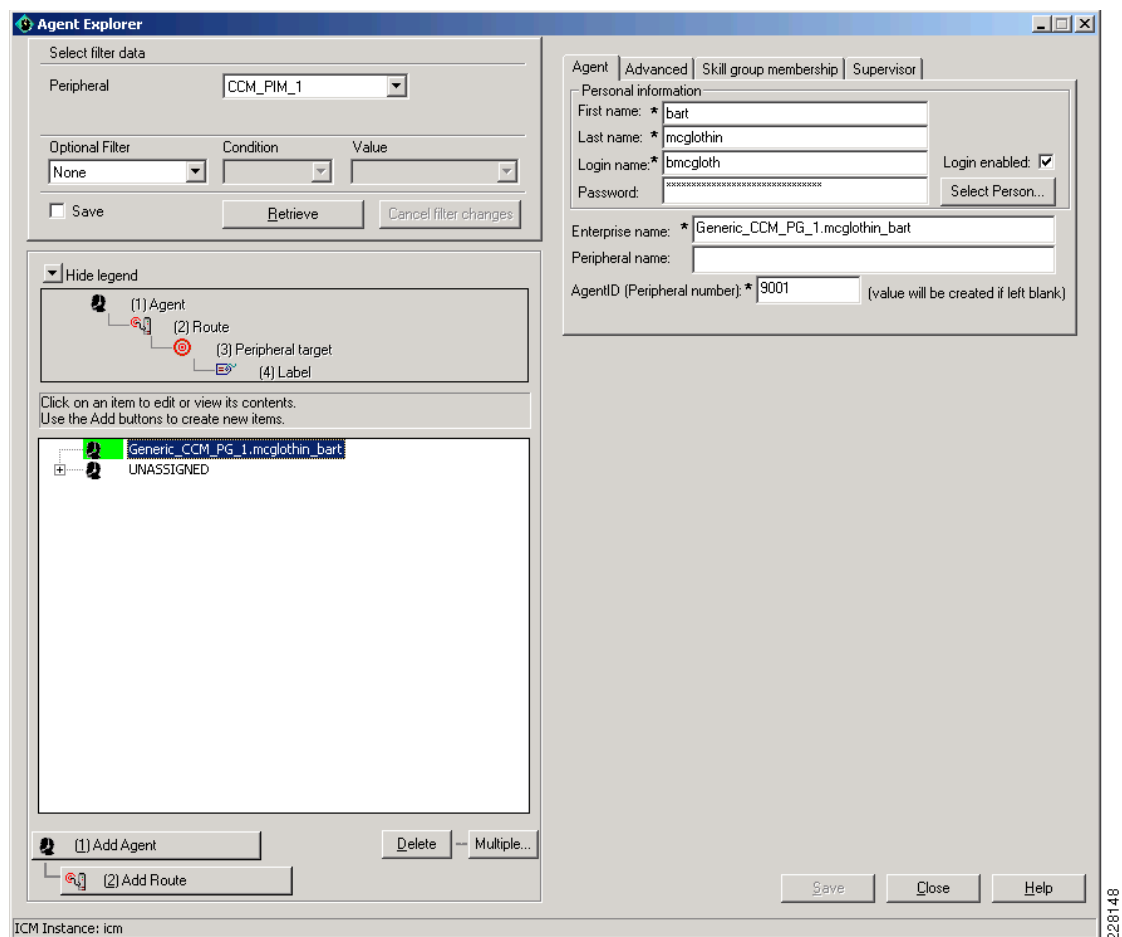 Agent Explorer
Select filter data
Peripheral
CCM_PIM_1
Optional Filter
Condition
Value
None
Save
Retrieve
Cancel filter changes
Hide legend
(1) Agent
(2) Route
(3) Peripheral target
(4) Label
Click on an item to edit or view its contents.
Use the Add buttons to create new items.
Generic_CCM_PG_1.mcglothin_bart
UNASSIGNED
(1) Add Agent
Delete
Multiple...
(2) Add Route
Agent
Advanced
Skill group membership
Supervisor
Personal information
First name: * bart
Last name: * mcglothin
Login name:* bmcgloth
Login enabled:
Password: ******************************
Select Person...
Enterprise name: * Generic_CCM_PG_1.mcglothin_bart
Peripheral name:
AgentID (Peripheral number): * 9001 (value will be created if left blank)
Save
Close
Help
ICM Instance: icm
228148